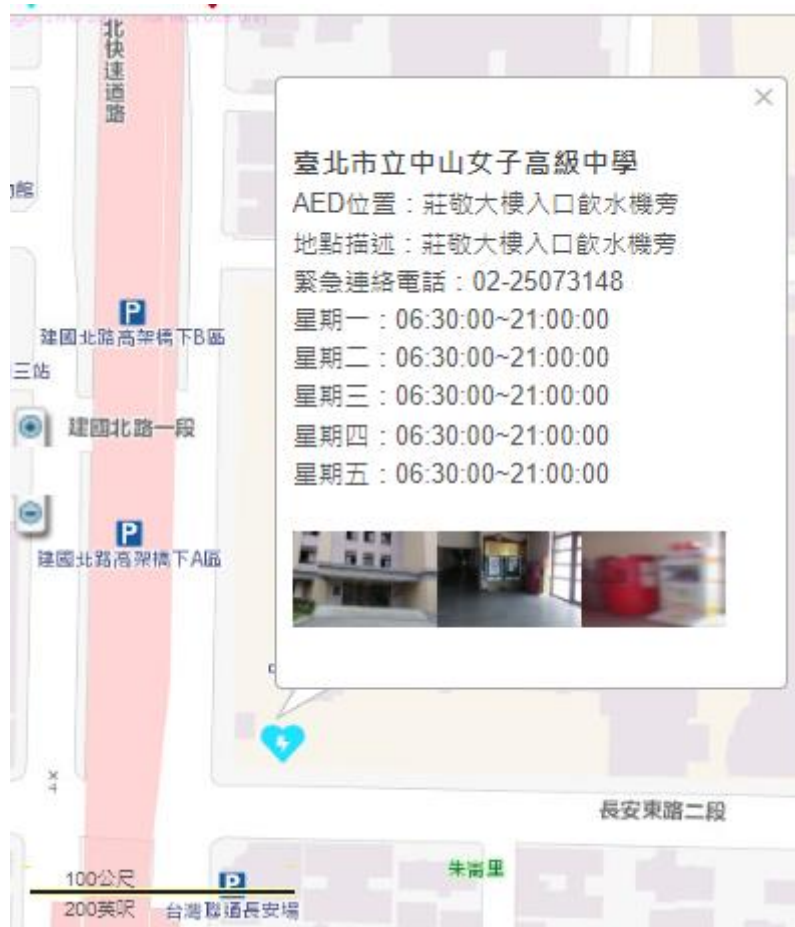 北快速道路
臺北市立中山女子高級中學
AED位置：莊敬大樓入口飲水機旁
地點描述：莊敬大樓入口飲水機旁
緊急連絡電話：02-25073148
星期一：06:30:00~21:00:00
星期二：06:30:00~21:00:00
星期三：06:30:00~21:00:00
星期四：06:30:00~21:00:00
星期五：06:30:00~21:00:00
館
P
建國北路高架橋下B區
三站
建國北路一段
P
建國北路高架橋下A區
長安東路二段
朱崙里
100公尺
200英呎
P
台灣聯通長安場